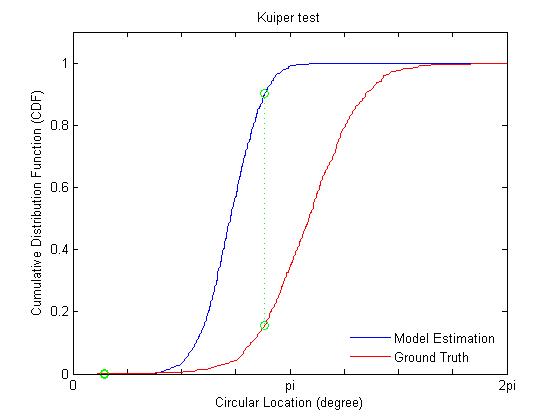 Kuiper test
Cumulative Distribution Function (CDF)
1
0.8
0.6
0.4
0.2
0
Model Estimation
Ground Truth
0
pi
2pi
Circular Location (degree)